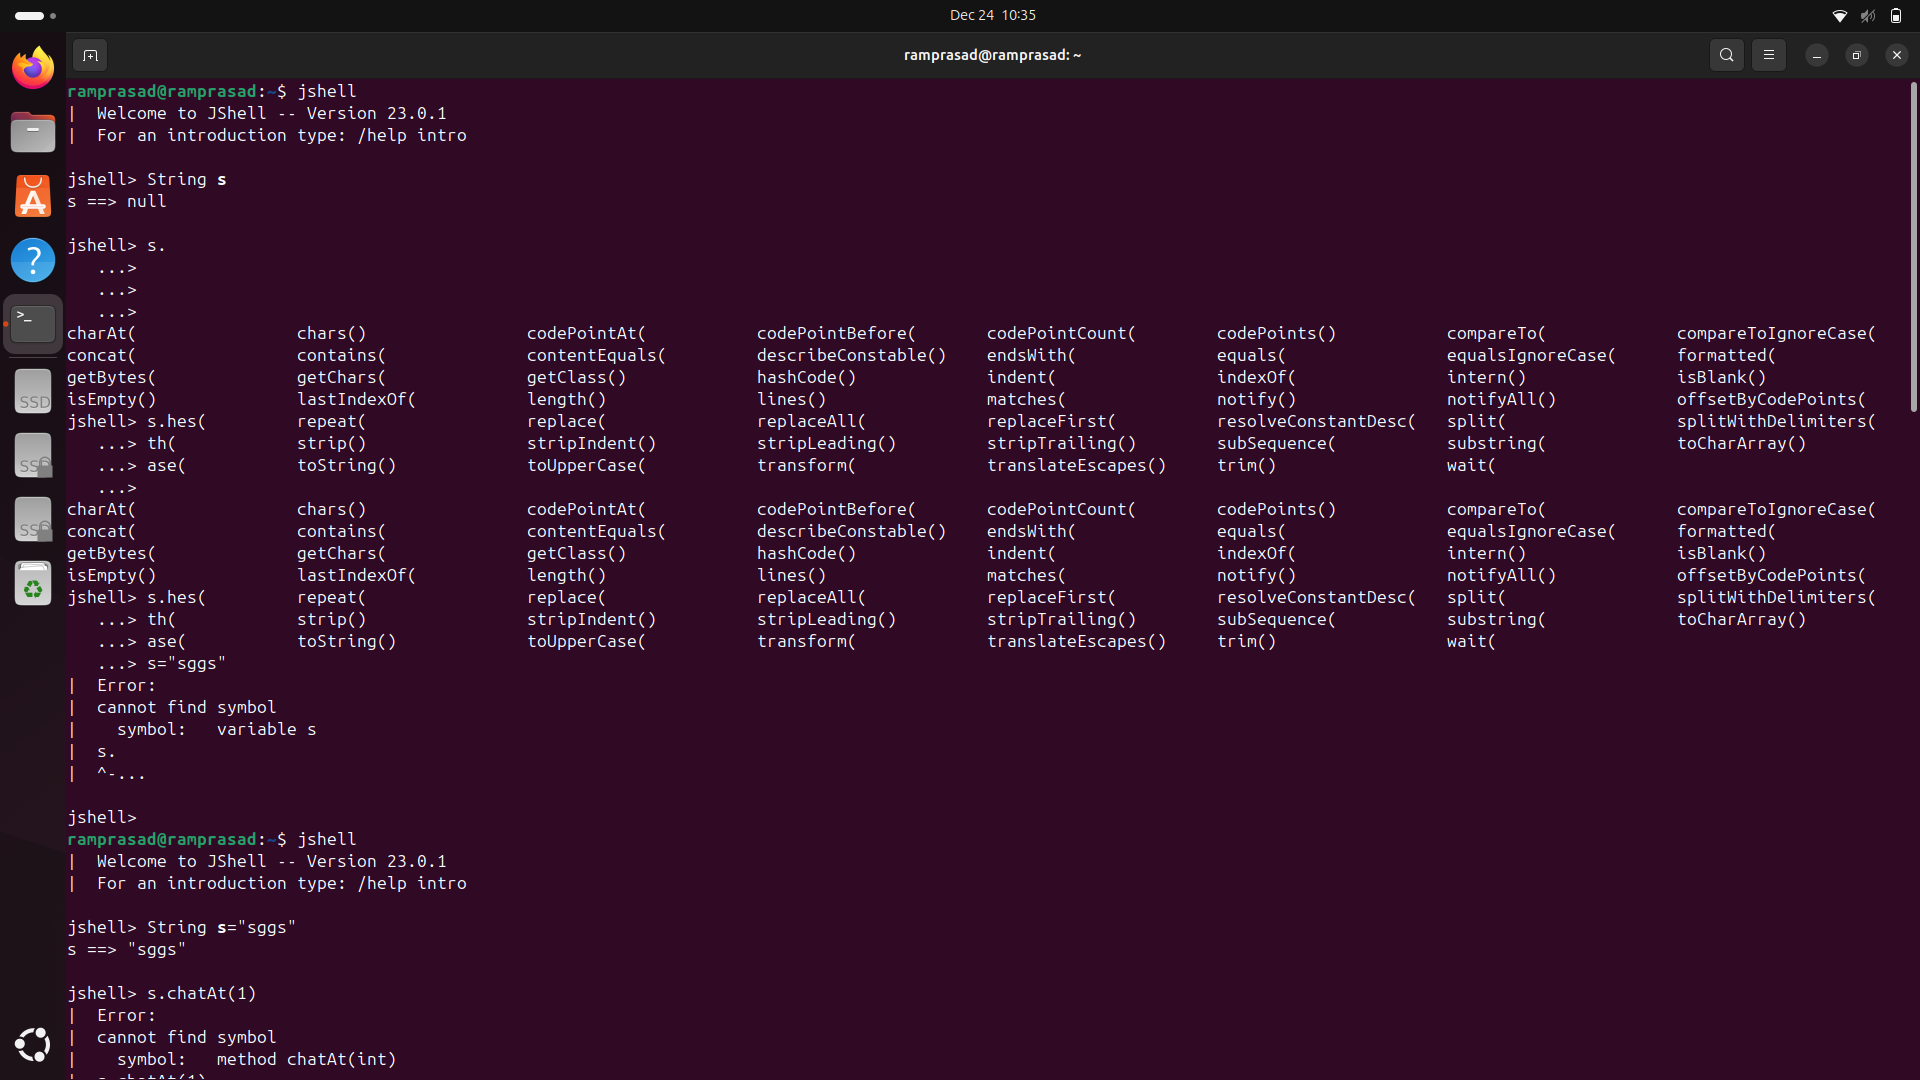 Dec 24 10:35
ramprasad@ramprasad: ~
ramprasad@ramprasad:~$ jshell
| Welcome to JShell -- Version 23.0.1
| For an introduction type: /help intro
jshell> String s
s ==> null
jshell> s.
...>
...>
...>
charAt( chars() codePointAt( codePointBefore( codePointCount( codePoints() compareTo( compareToIgnoreCase(
concat( contains( contentEquals( describeConstable() endsWith( equals( equalsIgnoreCase( formatted(
getBytes( getChars( getClass() hashCode() indent( indexOf( intern() isBlank()
isEmpty() lastIndexOf( length() lines() matches( notify() notifyAll() offsetByCodePoints(
jshell> s.hes( repeat( replace( replaceAll( replaceFirst( resolveConstantDesc( split( splitWithDelimiters(
...> th( strip() stripIndent() stripLeading() stripTrailing() subSequence( substring( toCharArray()
...> ase( toString() toUpperCase( transform( translateEscapes() trim() wait(
...>
charAt( chars() codePointAt( codePointBefore( codePointCount( codePoints() compareTo( compareToIgnoreCase(
concat( contains( contentEquals( describeConstable() endsWith( equals( equalsIgnoreCase( formatted(
getBytes( getChars( getClass() hashCode() indent( indexOf( intern() isBlank()
isEmpty() lastIndexOf( length() lines() matches( notify() notifyAll() offsetByCodePoints(
jshell> s.hes( repeat( replace( replaceAll( replaceFirst( resolveConstantDesc( split( splitWithDelimiters(
...> th( strip() stripIndent() stripLeading() stripTrailing() subSequence( substring( toCharArray()
...> ase( toString() toUpperCase( transform( translateEscapes() trim() wait(
...> s="sggs"
| Error:
| cannot find symbol
| symbol: variable s
| s.
| ^-...
jshell>
ramprasad@ramprasad:~$ jshell
| Welcome to JShell -- Version 23.0.1
| For an introduction type: /help intro
jshell> String s="sggs"
s ==> "sggs"
jshell> s.chatAt(1)
| Error:
| cannot find symbol
| symbol: method chatAt(int)
| s.chatAt(1)
SSD
SSD
SSD